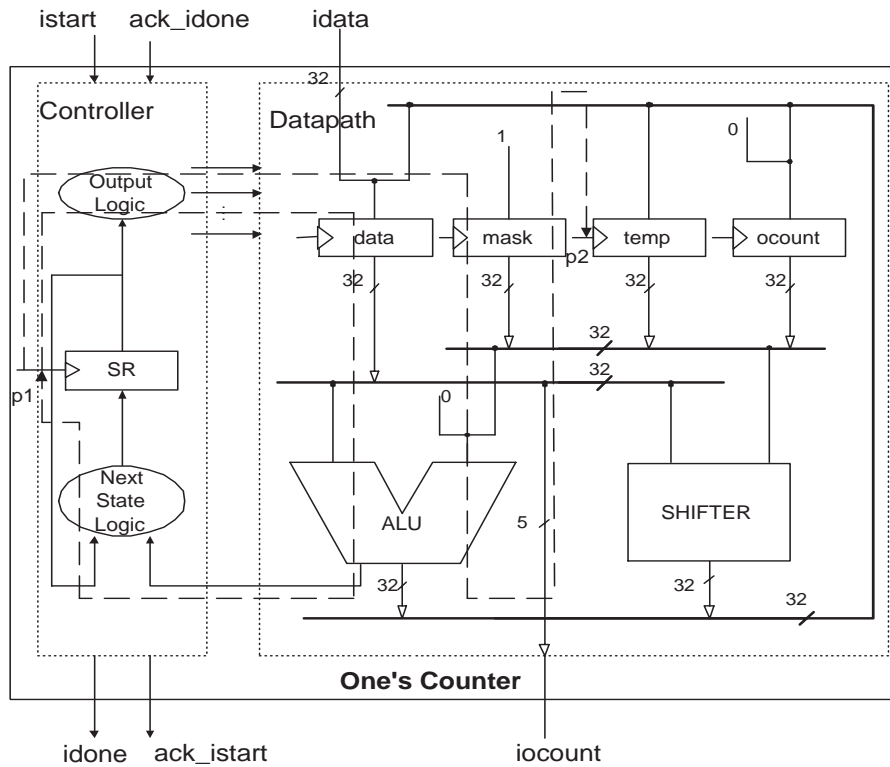 istart ack_idone idata
32
Controller
Datapath
1
0
Output
Logic
:
data mask temp ocount
p2
32 32 32 32
32
SR
32
p1
0
Next
State
Logic
ALU
5
SHIFTER
32
32
32
One's Counter
idone ack_istart iocount